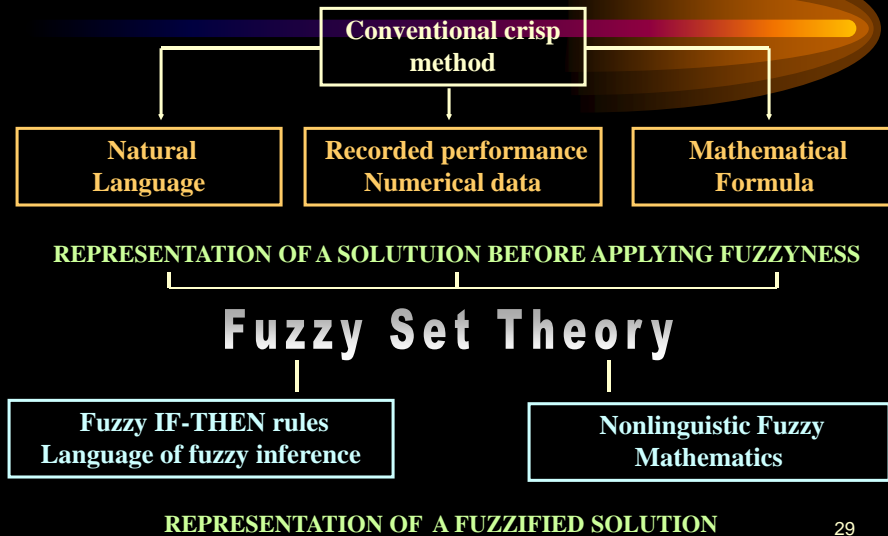 Conventional crisp
method
Natural
Language
Recorded performance
Numerical data
Mathematical
Formula
REPRESENTATION OF A SOLUTUION BEFORE APPLYING FUZZYNESS
Fuzzy Set Theory
Fuzzy IF-THEN rules
Language of fuzzy inference
Nonlinguistic Fuzzy
Mathematics
REPRESENTATION OF A FUZZIFIED SOLUTION
29